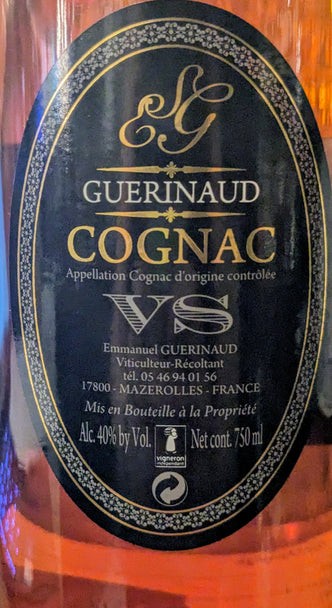 ESG
GUERINAUD
COGNAC
Appellation Cognac d'origine contrôlée
VS
Emmanuel GUERINAUD
Viticulteur-Récoltant
tél. 05 46 94 01 56
17800 - MAZEROLLES - FRANCE
Mis en Bouteille à la Propriété
Alc. 40% by Vol. Net cont. 750 ml
vigneron
indépendant